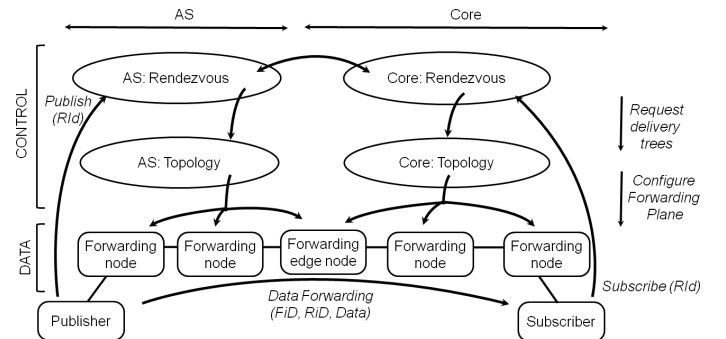 AS
Core
CONTROL
AS: Rendezvous
Core: Rendezvous
Publish
(RId)
Request
delivery
trees
AS: Topology
Core: Topology
Configure
Forwarding
Plane
DATA
Forwarding
node
Forwarding
node
Forwarding
edge node
Forwarding
node
Forwarding
node
Subscribe (RId)
Data Forwarding
(FiD, RiD, Data)
Publisher
Subscriber